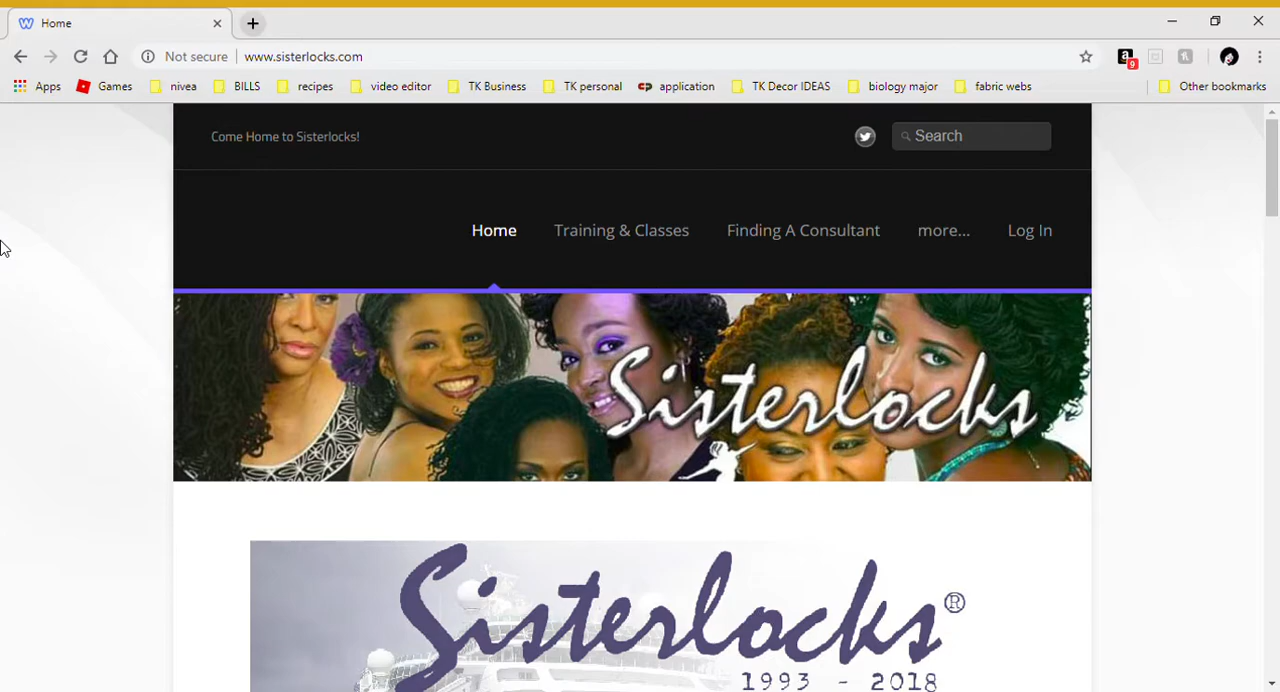 Home
Not secure www.sisterlocks.com
9
Apps Games nivea BILLS recipes video editor TK Business TK personal application TK Decor IDEAS biology major fabric webs Other bookmarks
Come Home to Sisterlocks! Search
Home Training & Classes Finding A Consultant more... Log In
Sisterlocks
Sisterlocks®
1993 - 2018